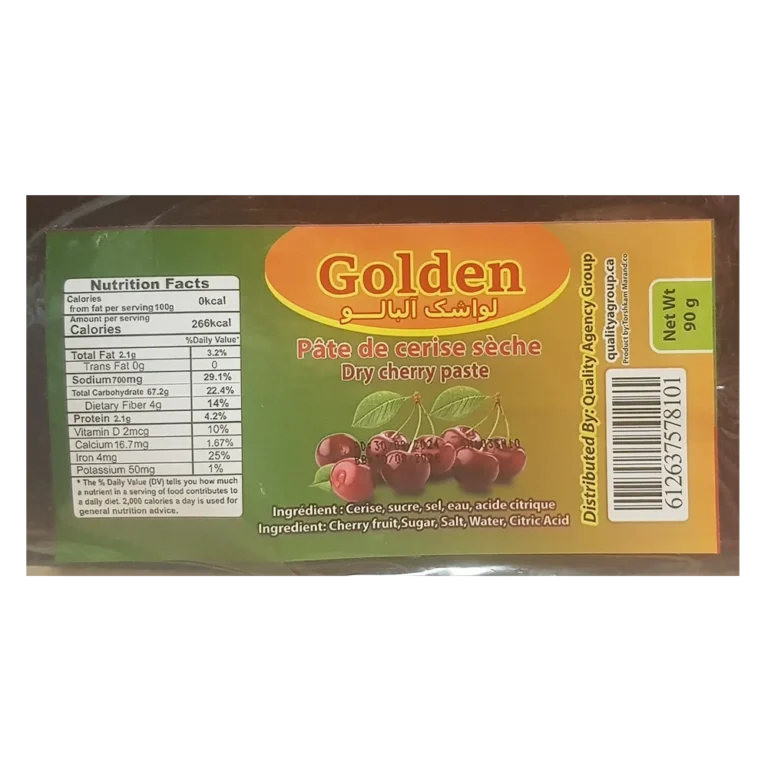 Nutrition Facts
Calories
from fat per serving 100g 0kcal
Amount per serving
Calories 266kcal
%Daily Value*
Total Fat 2.1g 3.2%
Trans Fat 0g 0
Sodium 700mg 29.1%
Total Carbohydrate 67.2g 22.4%
Dietary Fiber 4g 14%
Protein 2.1g 4.2%
Vitamin D 2mcg 10%
Calcium 16.7mg 1.67%
Iron 4mg 25%
Potassium 50mg 1%
* The % Daily Value (DV) tells you how much
a nutrient in a serving of food contributes to
a daily diet. 2,000 calories a day is used for
general nutrition advice.
Golden
لواشک آلبالو
Pâte de cerise sèche
Dry cherry paste
Ingrédient : Cerise, sucre, sel, eau, acide citrique
Ingredient: Cherry fruit,Sugar, Salt, Water, Citric Acid
Distributed By: Quality Agency Group
qualityagroup.ca
Product by:Torshkam Marand.co
Net Wt
90 g
612637578101